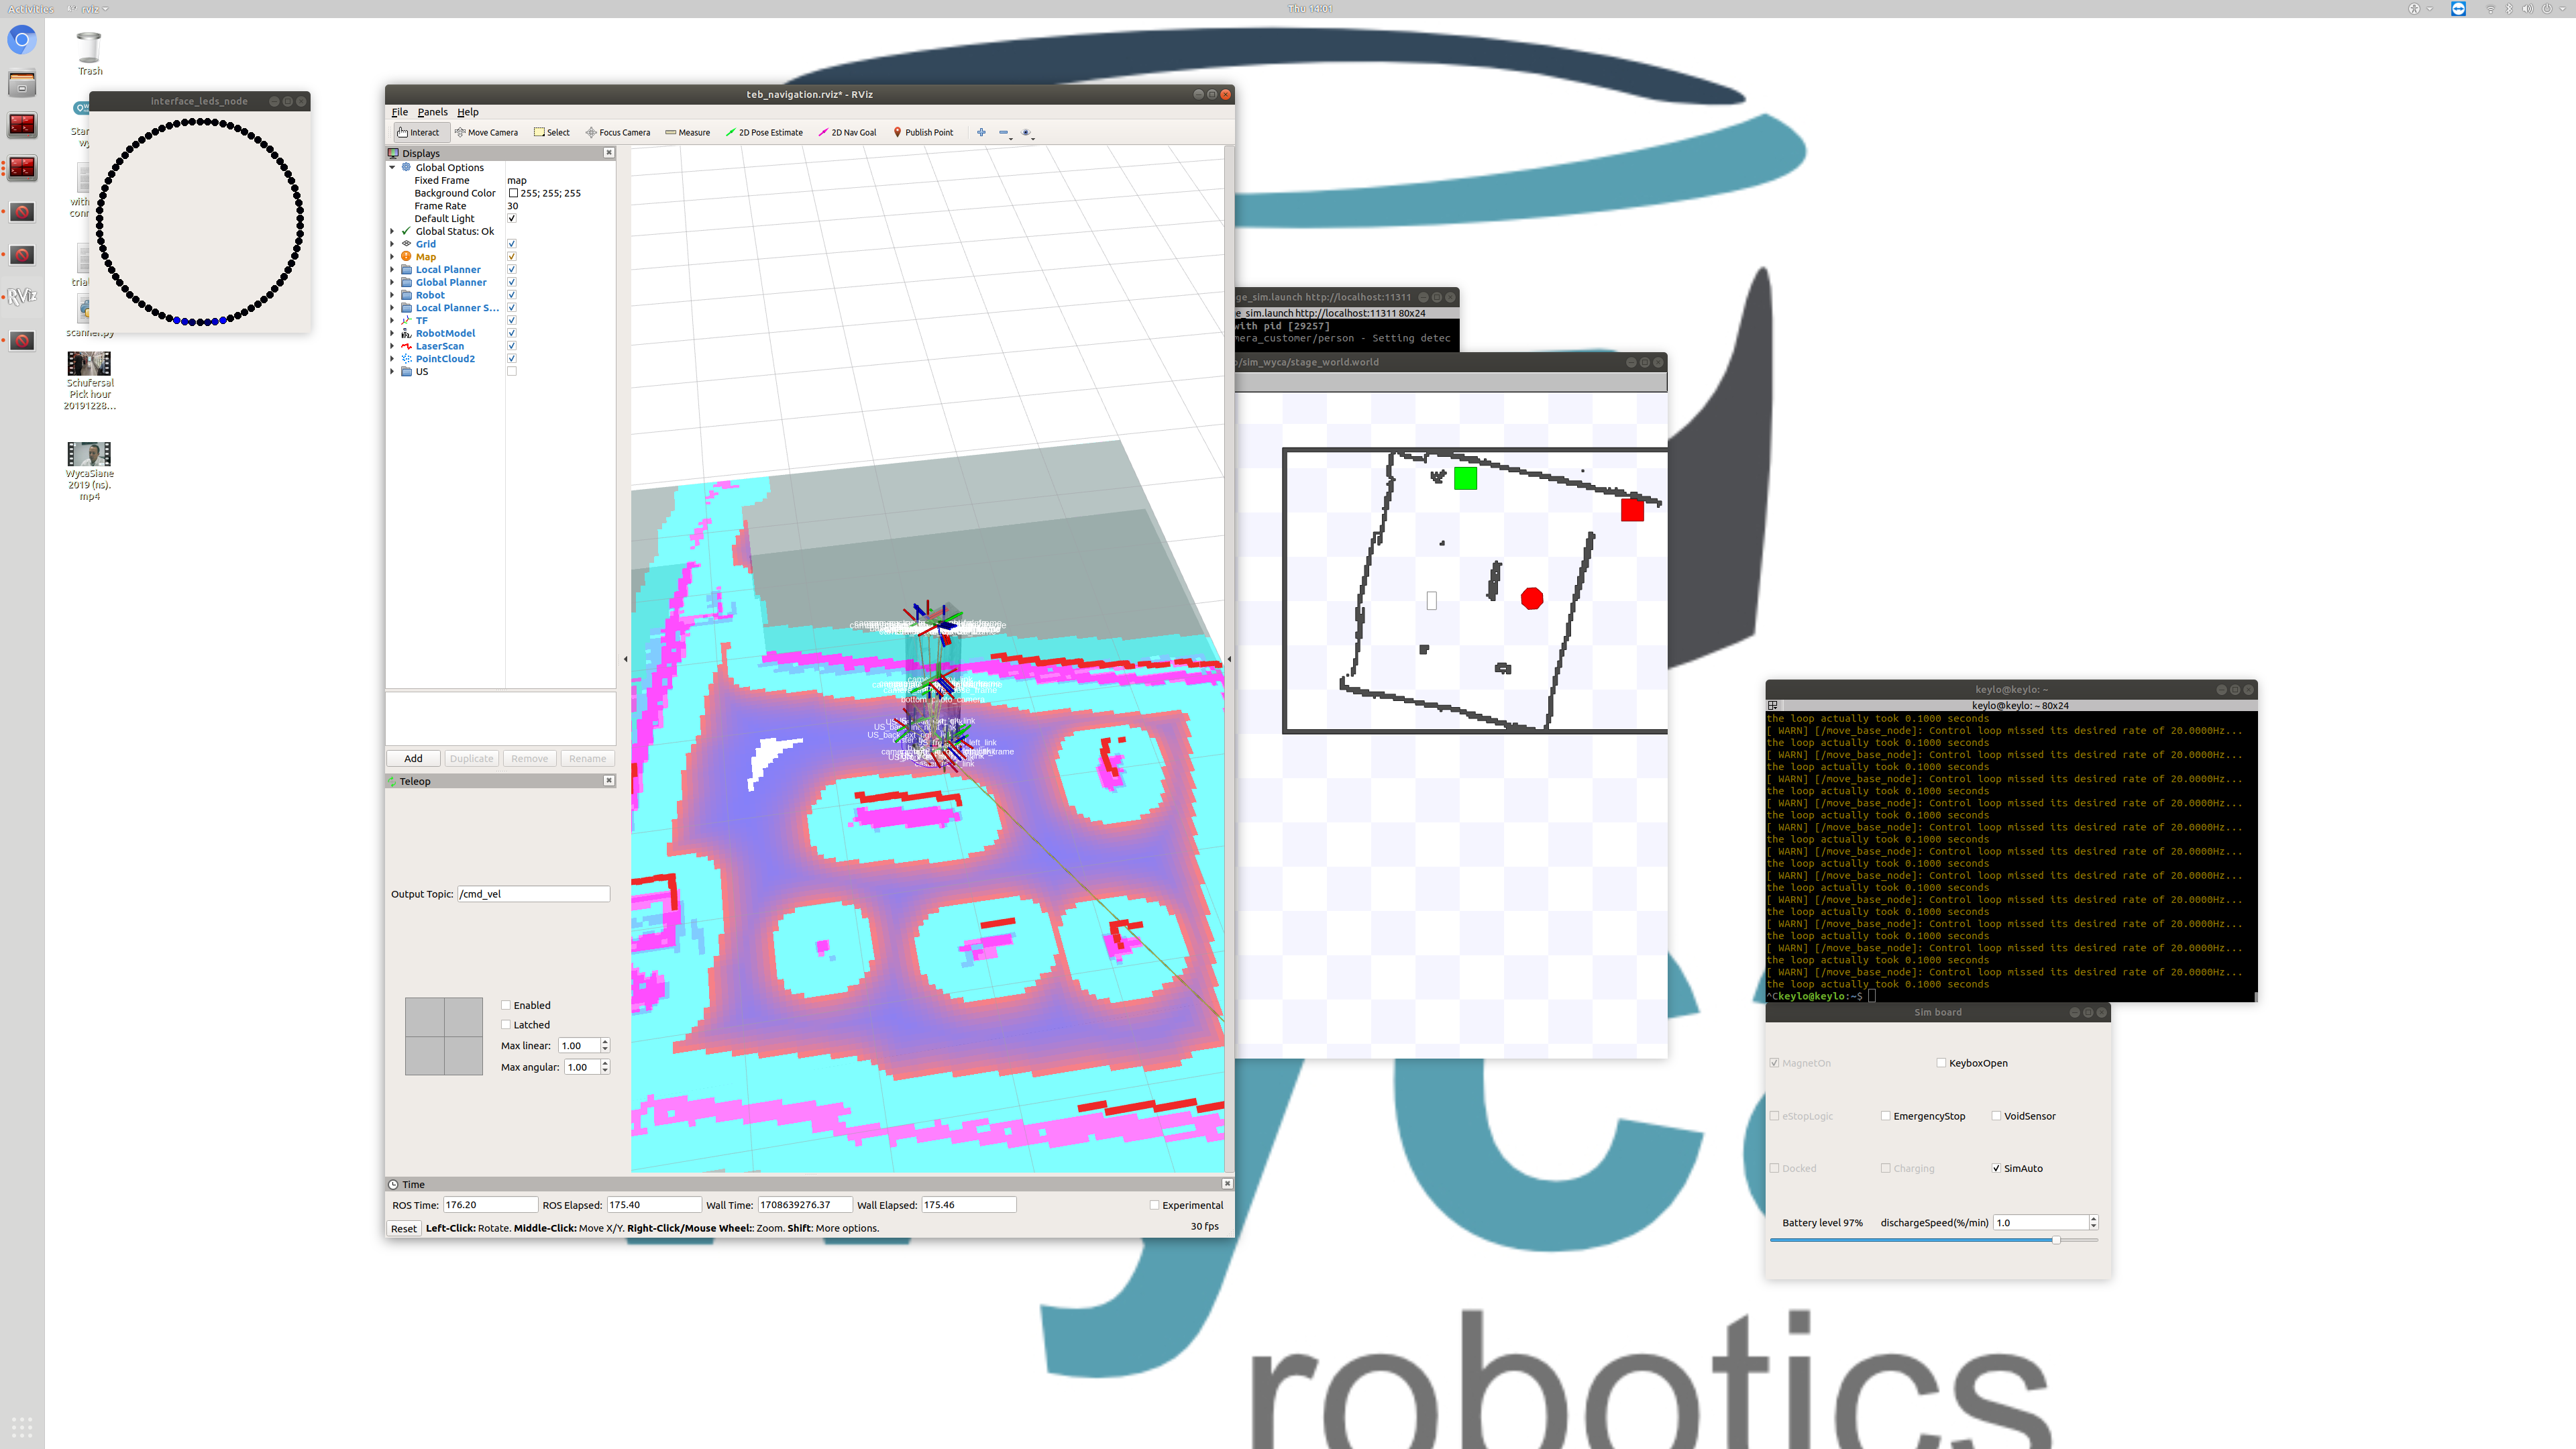 Activities
rviz
Thu 14:01
Trash
interface_leds_node
scanner.py
Schufersal
Pick hour
20191228...
WycaSiane
2019 (ns).
mp4
teb_navigation.rviz* - RViz
File Panels Help
Interact Move Camera Select Focus Camera Measure 2D Pose Estimate 2D Nav Goal Publish Point
Displays
Global Options
Fixed Frame map
Background Color 255; 255; 255
Frame Rate 30
Default Light
Global Status: Ok
Grid
Map
Local Planner
Global Planner
Robot
Local Planner S...
TF
RobotModel
LaserScan
PointCloud2
US
Add Duplicate Remove Rename
Teleop
Output Topic: /cmd_vel
Enabled
Latched
Max linear: 1.00
Max angular: 1.00
Time
ROS Time: 176.20 ROS Elapsed: 175.40 Wall Time: 1708639276.37 Wall Elapsed: 175.46 Experimental
Reset Left-Click: Rotate. Middle-Click: Move X/Y. Right-Click/Mouse Wheel:: Zoom. Shift: More options. 30 fps
ge_sim.launch http://localhost:11311
e_sim.launch http://localhost:11311 80x24
with pid [29257]
mera_customer/person - Setting detec
/sim_wyca/stage_world.world
keylo@keylo: ~
keylo@keylo: ~ 80x24
the loop actually took 0.1000 seconds
[ WARN] [/move_base_node]: Control loop missed its desired rate of 20.0000Hz...
the loop actually took 0.1000 seconds
[ WARN] [/move_base_node]: Control loop missed its desired rate of 20.0000Hz...
the loop actually took 0.1000 seconds
[ WARN] [/move_base_node]: Control loop missed its desired rate of 20.0000Hz...
the loop actually took 0.1000 seconds
[ WARN] [/move_base_node]: Control loop missed its desired rate of 20.0000Hz...
the loop actually took 0.1000 seconds
[ WARN] [/move_base_node]: Control loop missed its desired rate of 20.0000Hz...
the loop actually took 0.1000 seconds
[ WARN] [/move_base_node]: Control loop missed its desired rate of 20.0000Hz...
the loop actually took 0.1000 seconds
[ WARN] [/move_base_node]: Control loop missed its desired rate of 20.0000Hz...
the loop actually took 0.1000 seconds
[ WARN] [/move_base_node]: Control loop missed its desired rate of 20.0000Hz...
the loop actually took 0.1000 seconds
[ WARN] [/move_base_node]: Control loop missed its desired rate of 20.0000Hz...
the loop actually took 0.1000 seconds
[ WARN] [/move_base_node]: Control loop missed its desired rate of 20.0000Hz...
the loop actually took 0.1000 seconds
[ WARN] [/move_base_node]: Control loop missed its desired rate of 20.0000Hz...
the loop actually took 0.1000 seconds
^Ckeylo@keylo:~$
Sim board
MagnetOn KeyboxOpen
eStopLogic EmergencyStop VoidSensor
Docked Charging SimAuto
Battery level 97% dischargeSpeed(%/min) 1.0
robotics